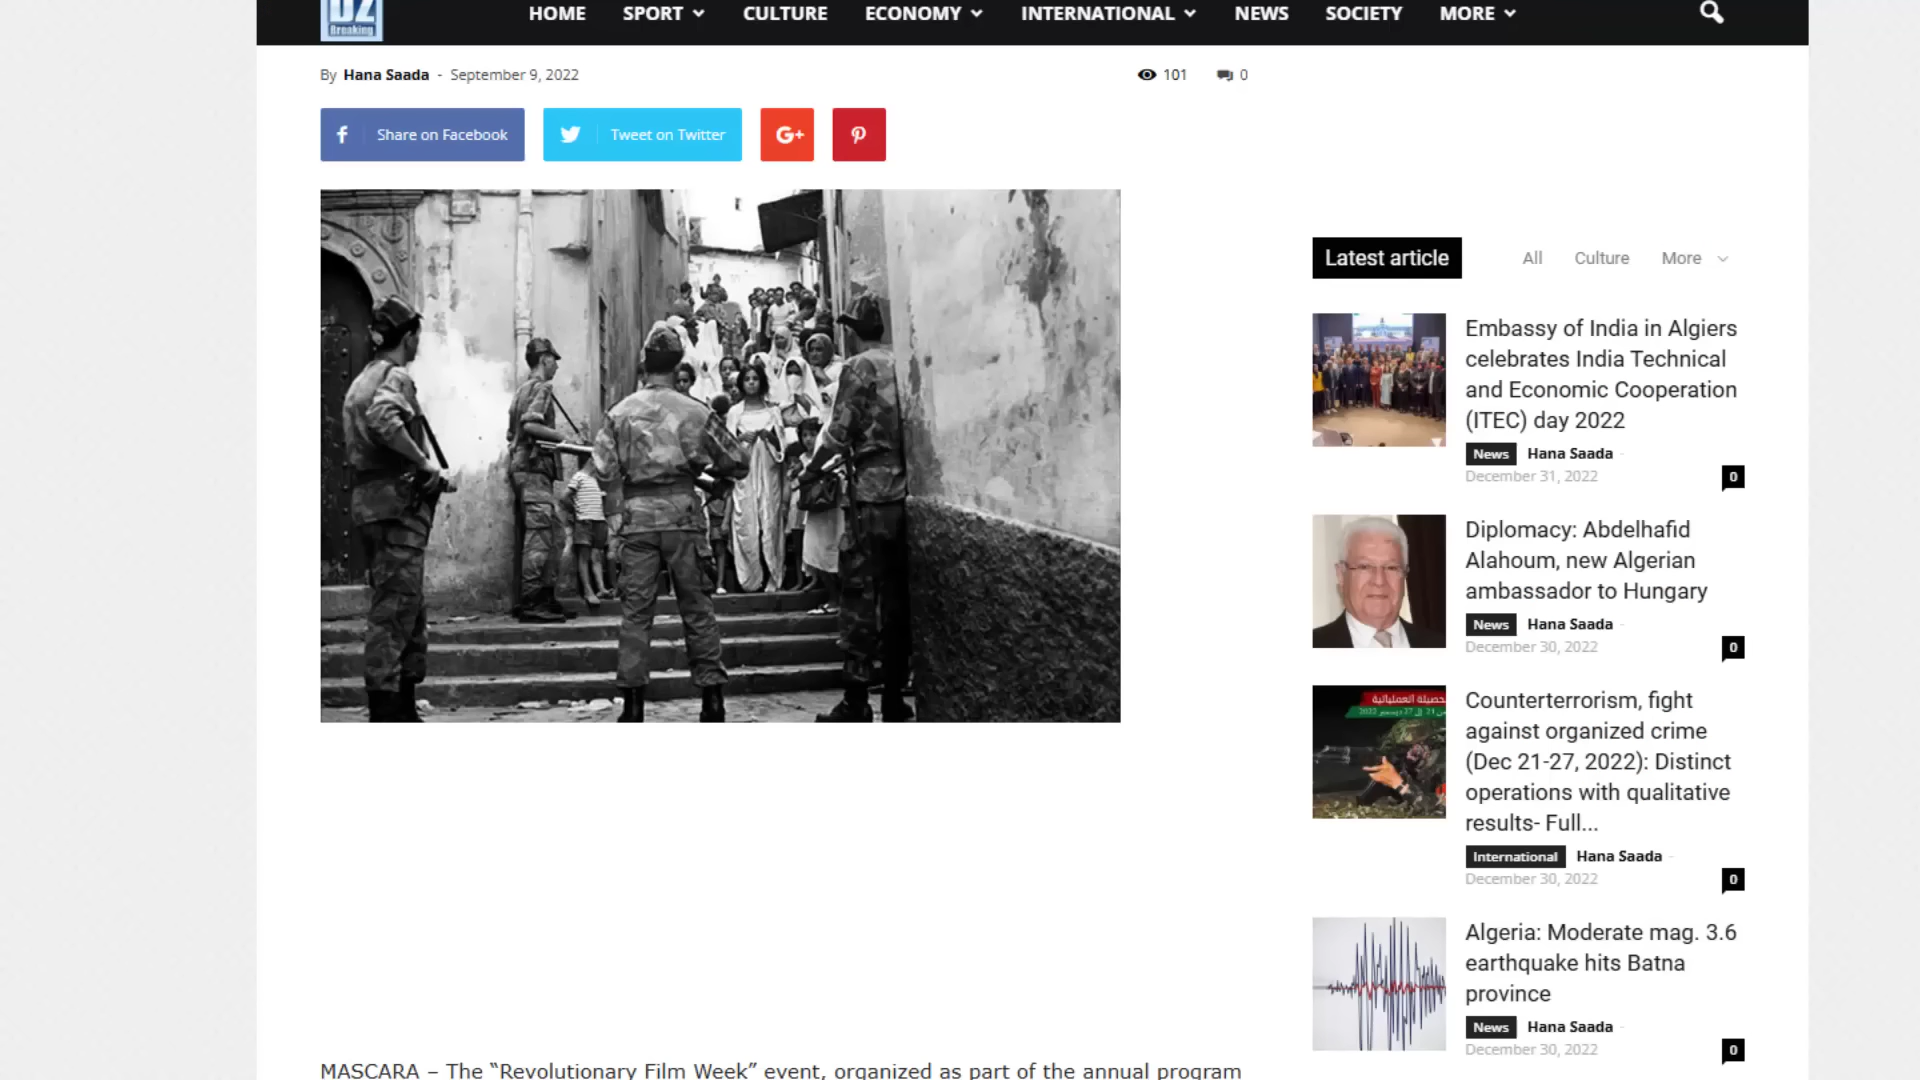 DZ
Breaking
HOME SPORT CULTURE ECONOMY INTERNATIONAL NEWS SOCIETY MORE
By Hana Saada - September 9, 2022 101 0
Share on Facebook Tweet on Twitter G+
Latest article All Culture More
Embassy of India in Algiers
celebrates India Technical
and Economic Cooperation
(ITEC) day 2022
News Hana Saada -
December 31, 2022 0
Diplomacy: Abdelhafid
Alahoum, new Algerian
ambassador to Hungary
News Hana Saada -
December 30, 2022 0
Counterterrorism, fight
against organized crime
(Dec 21-27, 2022): Distinct
operations with qualitative
results- Full...
International Hana Saada -
December 30, 2022 0
Algeria: Moderate mag. 3.6
earthquake hits Batna
province
News Hana Saada -
December 30, 2022 0
MASCARA – The “Revolutionary Film Week” event, organized as part of the annual program